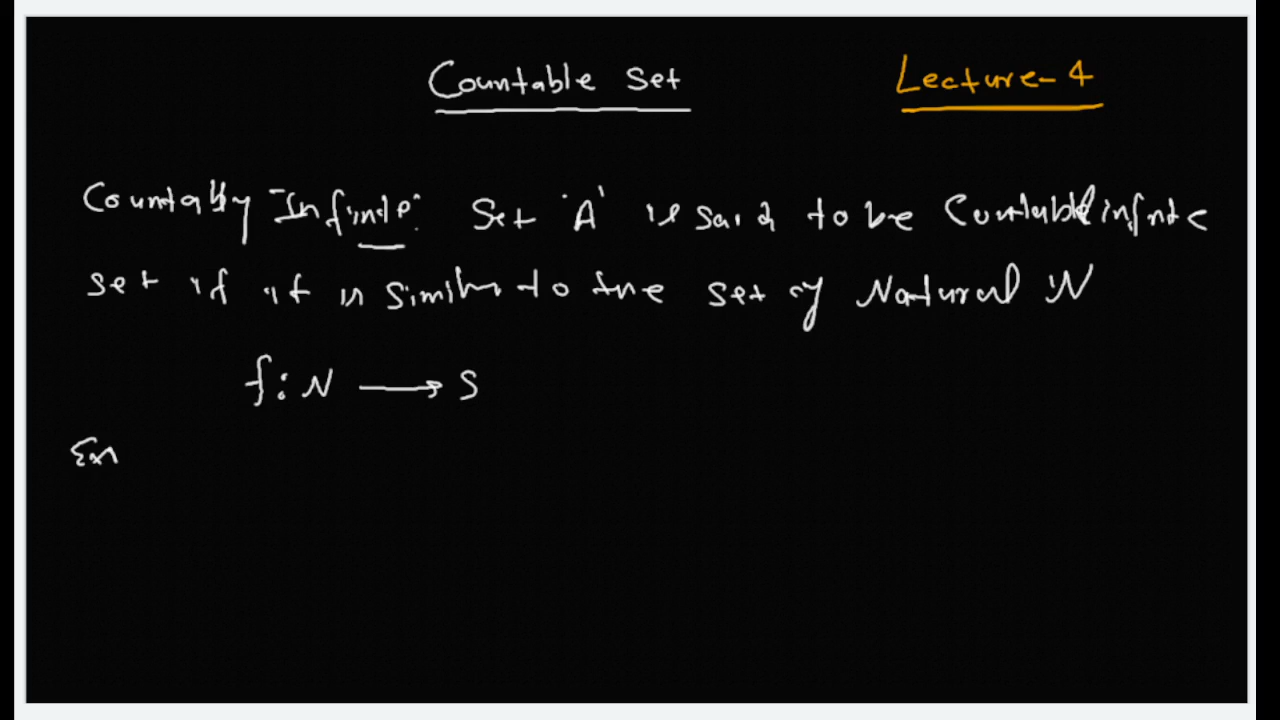 Countable Set
Lecture-4
Countably Infinite: Set 'A' is said to be Countable infinite
set if it is similar to the set of Natural N
f: N → S
Ex